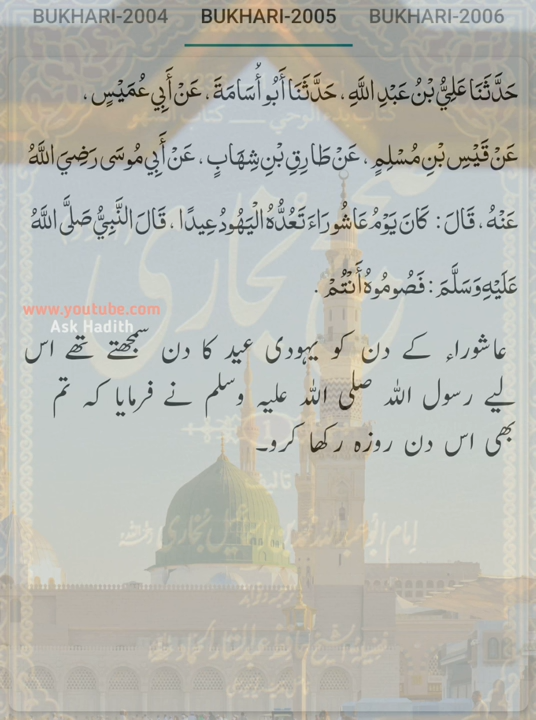 BUKHARI-2004 BUKHARI-2005 BUKHARI-2006
حَدَّثَنَا عَلِيُّ بْنُ عَبْدِ اللَّهِ ، حَدَّثَنَا أَبُو أُسَامَةَ ، عَنْ أَبِي عُمَيْسٍ ،
عَنْ قَيْسِ بْنِ مُسْلِمٍ ، عَنْ طَارِقِ بْنِ شِهَابٍ ، عَنْ أَبِي مُوسَى رَضِيَ اللَّهُ
عَنْهُ ، قَالَ : كَانَ يَوْمُ عَاشُورَاءَ تَعُدُّهُ الْيَهُودُ عِيدًا ، قَالَ النَّبِيُّ صَلَّى اللَّهُ
عَلَيْهِ وَسَلَّمَ : فَصُومُوهُ أَنْتُمْ .
www.youtube.com
Ask Hadith
عاشوراء کے دن کو یہودی عید کا دن سمجھتے تھے اس
لیے رسول اللہ صلی اللہ علیہ وسلم نے فرمایا کہ تم
بھی اس دن روزہ رکھا کرو۔